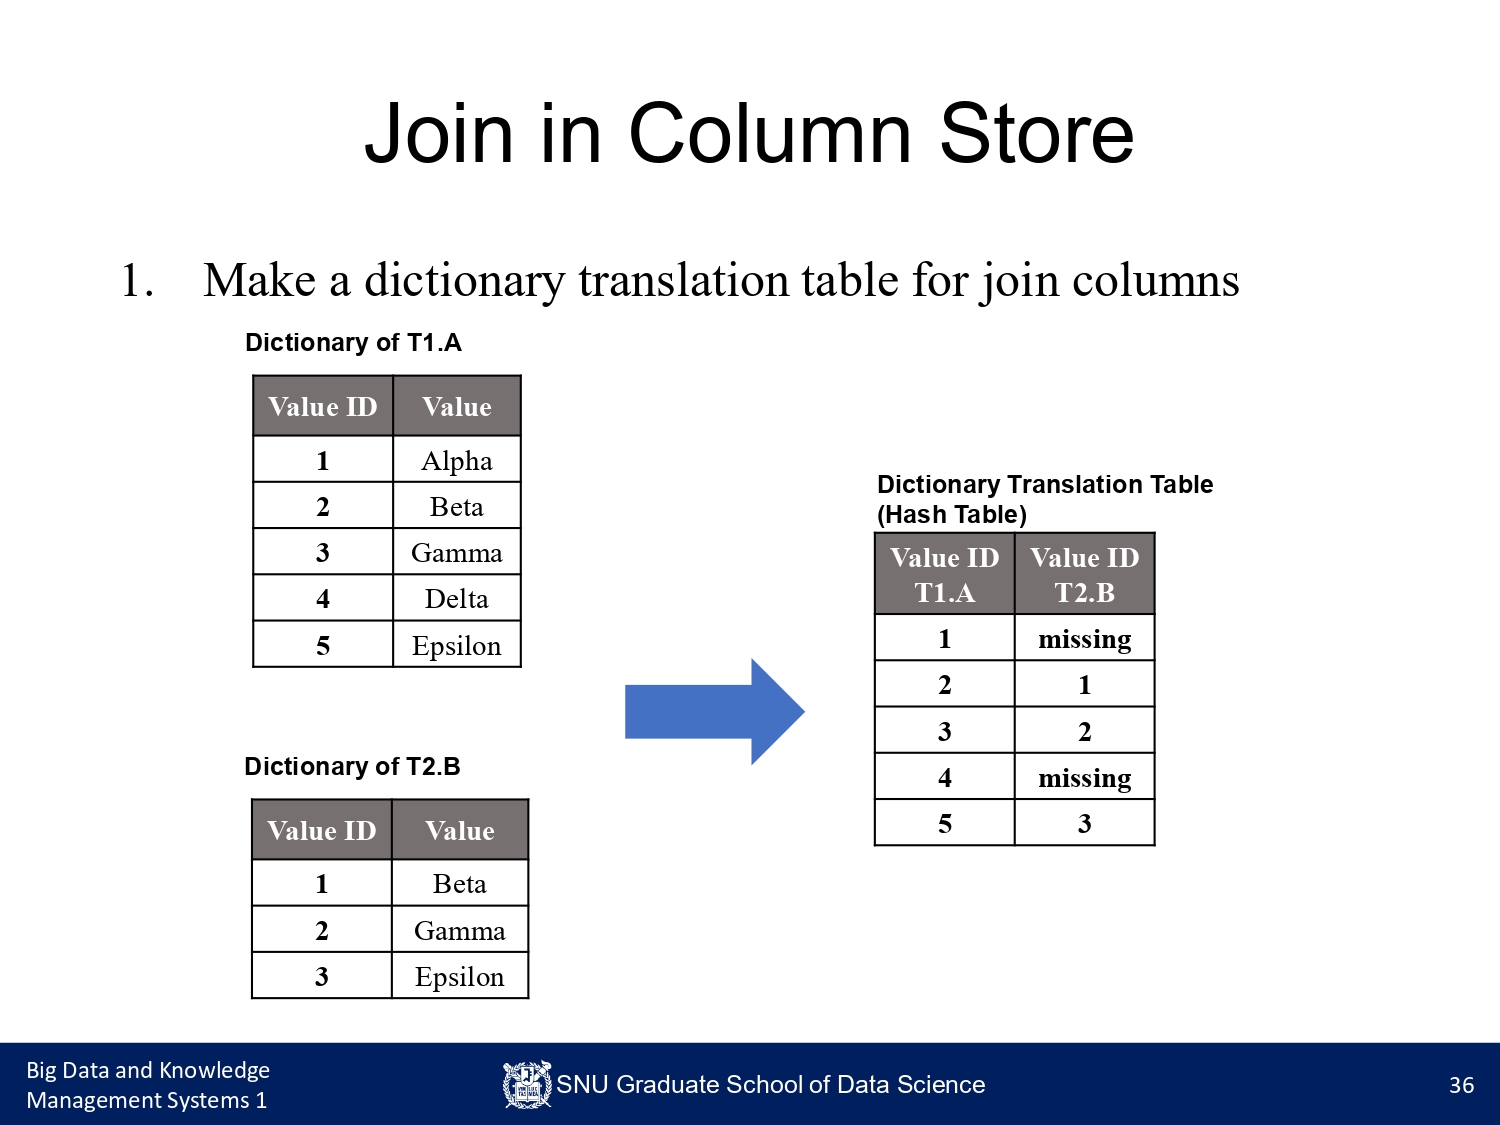 Join in Column Store
1. Make a dictionary translation table for join columns
Dictionary of T1.A
Value ID Value
1 Alpha
2 Beta
3 Gamma
4 Delta
5 Epsilon
Dictionary of T2.B
Value ID Value
1 Beta
2 Gamma
3 Epsilon
Dictionary Translation Table
(Hash Table)
Value ID Value ID
T1.A T2.B
1 missing
2 1
3 2
4 missing
5 3
Big Data and Knowledge
Management Systems 1
SNU Graduate School of Data Science
36